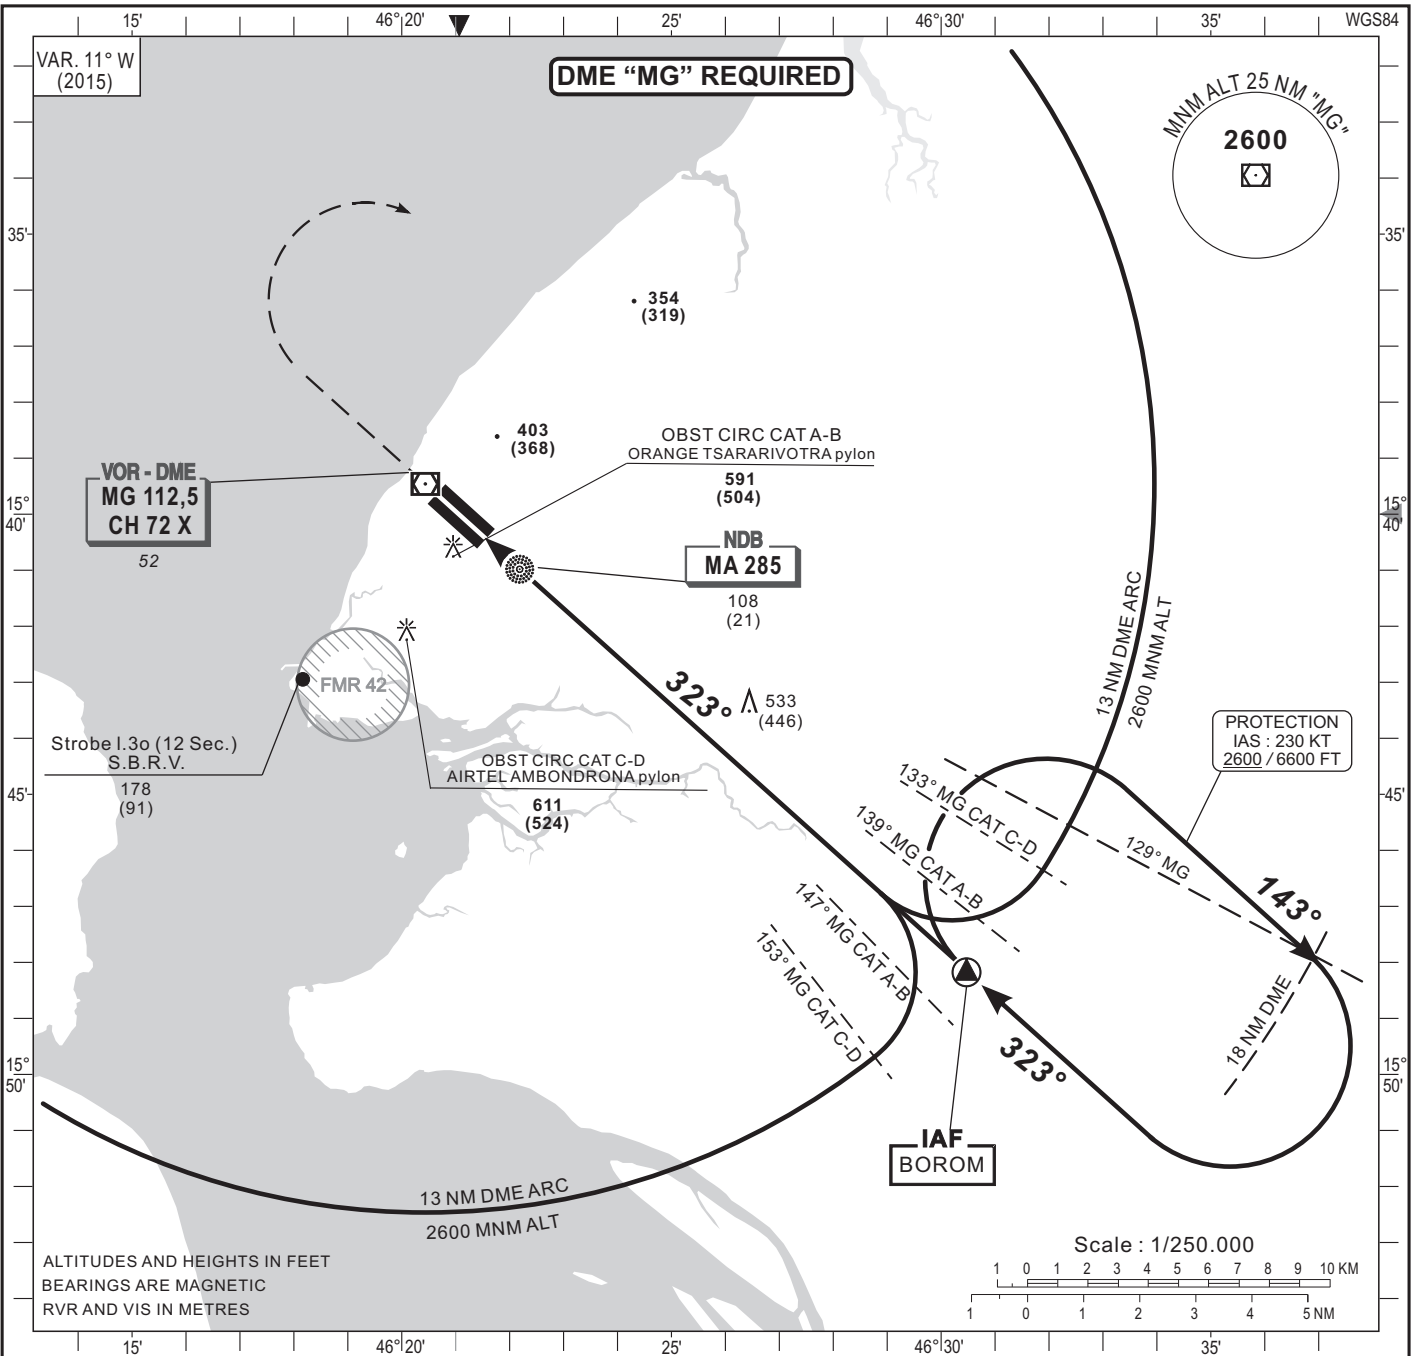 46°20'
25'
46°30'
35'
WGS84
VAR. 11° W
(2015)
DME “MG” REQUIRED
MNM ALT 25 NM "MG"
2600
35'
35'
354
(319)
403
(368)
OBST CIRC CAT A-B
ORANGE TSARARIVOTRA pylon
591
(504)
VOR - DME
MG 112,5
CH 72 X
52
15°
40'
15°
40'
NDB
MA 285
108
(21)
13 NM DME ARC
2600 MNM ALT
FMR 42
323°
533
(446)
PROTECTION
IAS : 230 KT
2600 / 6600 FT
Strobe I.3o (12 Sec.)
S.B.R.V.
178
(91)
OBST CIRC CAT C-D
AIRTEL AMBONDRONA pylon
611
(524)
45'
45'
133° MG CAT C-D
139° MG CAT A-B
129° MG
143°
147° MG CAT A-B
153° MG CAT C-D
18 NM DME
323°
15°
50'
15°
50'
IAF
BOROM
13 NM DME ARC
2600 MNM ALT
ALTITUDES AND HEIGHTS IN FEET
BEARINGS ARE MAGNETIC
RVR AND VIS IN METRES
Scale : 1/250.000
1 0 1 2 3 4 5 6 7 8 9 10 KM
1 0 1 2 3 4 5 NM
15'
46°20'
25'
46°30'
35'